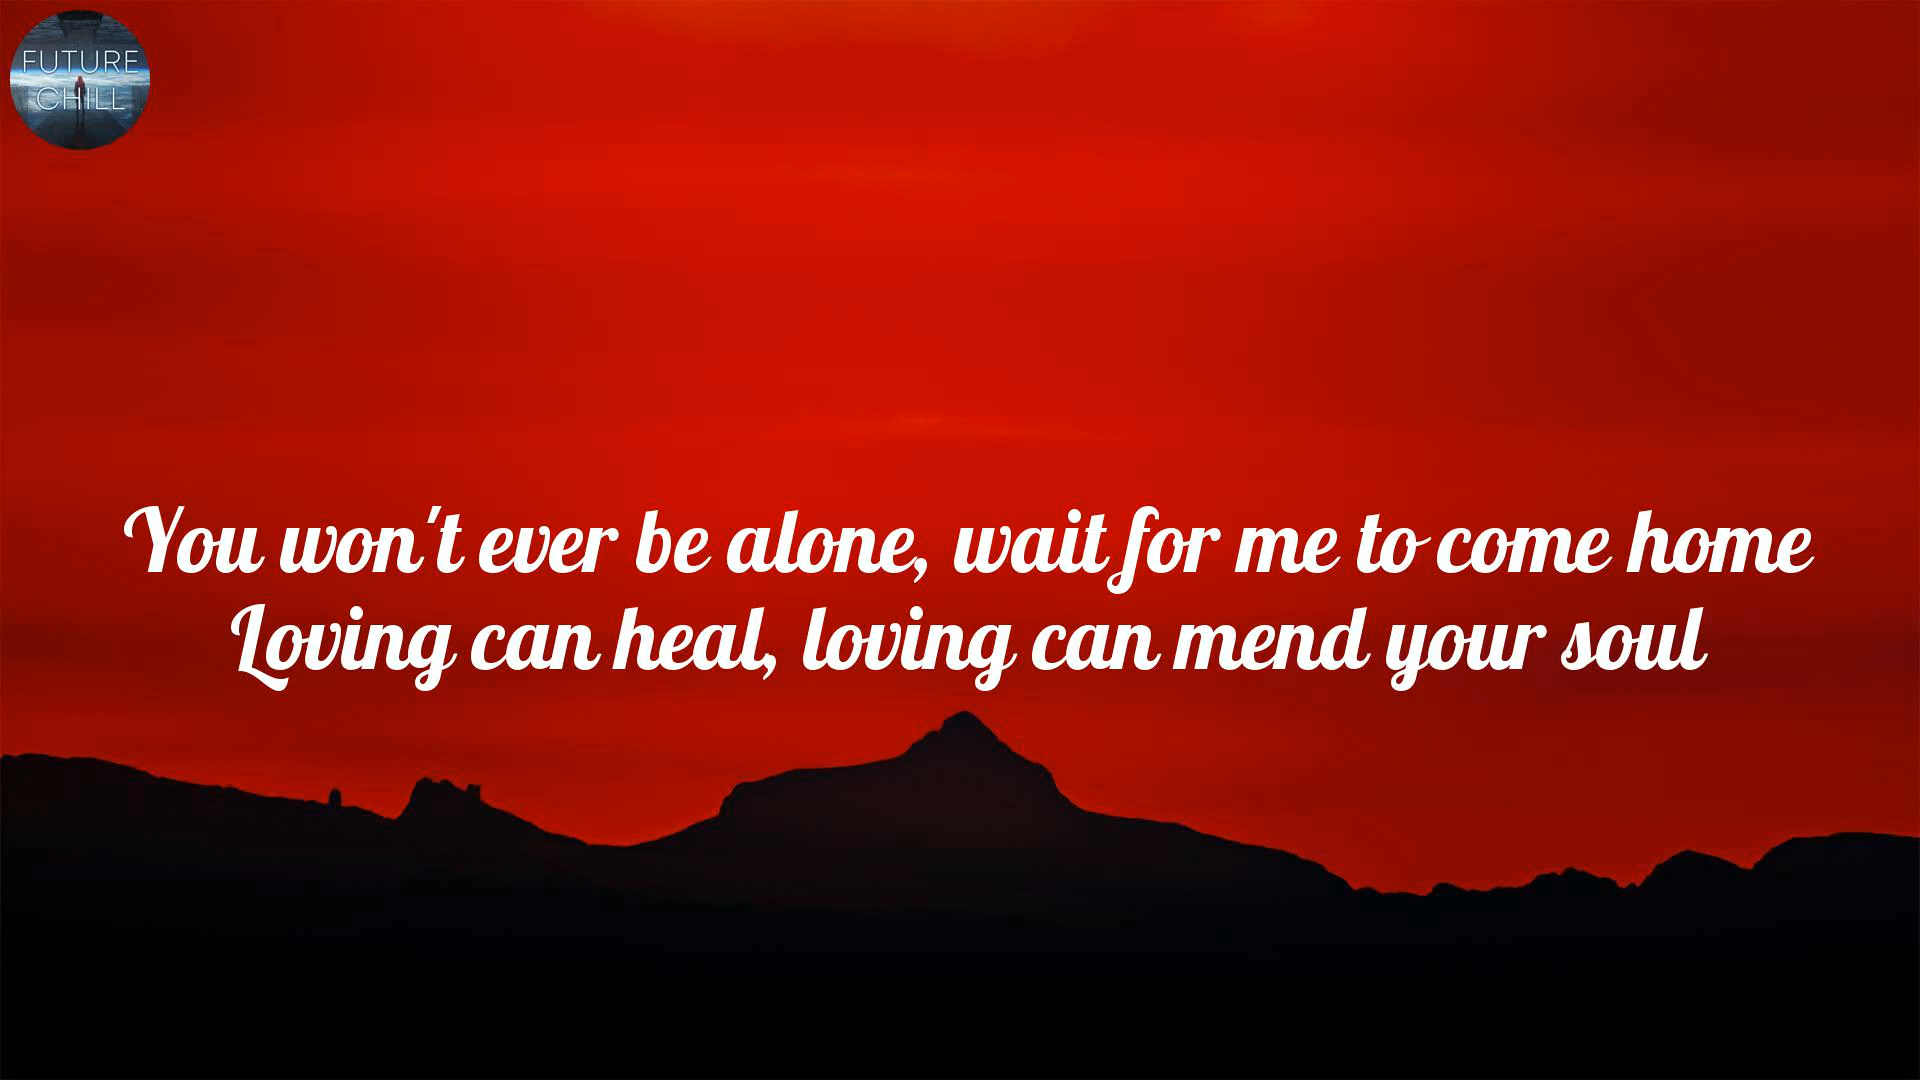 FUTURE
CHILL
You won't ever be alone, wait for me to come home
Loving can heal, loving can mend your soul